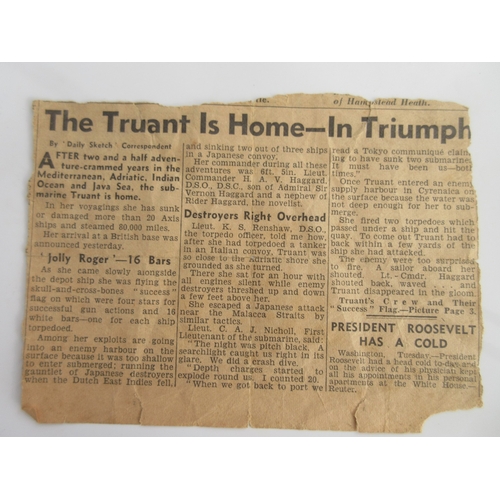 of Hampstead Heath.
The Truant Is Home—In Triumph
By 'Daily Sketch' Correspondent
AFTER two and a half adven-
ture-crammed years in the
Mediterranean, Adriatic, Indian
Ocean and Java Sea, the sub-
marine Truant is home.
In her voyagings she has sunk
or damaged more than 20 Axis
ships and steamed 80,000 miles.
Her arrival at a British base was
announced yesterday.
'Jolly Roger'—16 Bars
As she came slowly alongside
the depot ship she was flying the
skull-and-cross-bones "success"
flag on which were four stars for
successful gun actions and 16
white bars—one for each ship
torpedoed.
Among her exploits are going
into an enemy harbour on the
surface because it was too shallow
to enter submerged; running the
gauntlet of Japanese destroyers
when the Dutch East Indies fell,
and sinking two out of three ships
in a Japanese convoy.
Her commander during all these
adventures was 6ft. 5in. Lieut.
Commander H. A. V. Haggard,
D.S.O., D.S.C., son of Admiral Sir
Vernon Haggard and a nephew of
Rider Haggard, the novelist.
Destroyers Right Overhead
Lieut. K. S. Renshaw, D.S.O.,
the torpedo officer, told me how,
after she had torpedoed a tanker
in an Italian convoy, Truant was
so close to the Adriatic shore she
was sounded as she turned.
There she sat for an hour with
all engines silent while enemy
destroyers thrashed up and down
a few feet above her.
She escaped a Japanese attack
near the Malacca Straits by
similar tactics.
Lieut. C. A. J. Nicholl, First
Lieutenant of the submarine, said:
"The night was pitch black. A
searchlight caught us right in its
glare. We did a crash dive.
"Depth charges started to
explode round us. I counted 20.
"When we got back to port we
read a Tokyo communiqué claim-
ing to have sunk two submarine
It must have been us—both
times."
Once Truant entered an enemy
harbour in Cyrenaica on
the surface because the water was
not deep enough for her to sub-
merge.
She fired two torpedoes which
passed under a ship and hit the
quay. To come out Truant had to
back within a few yards of the
ship she had attacked.
The enemy were too surprising
to fire. A sailor aboard her
shouted. Lt.-Cmdr. Haggard
shouted back, waved . . . and
Truant disappeared in the gloom.
Truant's Crew and Their
"Success" Flag.—Picture Page 3.
PRESIDENT ROOSEVELT
HAS A COLD
Washington, Tuesday.—President
Roosevelt had a head cold to-day and
on the advice of his physician kept
all his appointments in his personal
apartments at the White House.—
Reuter.